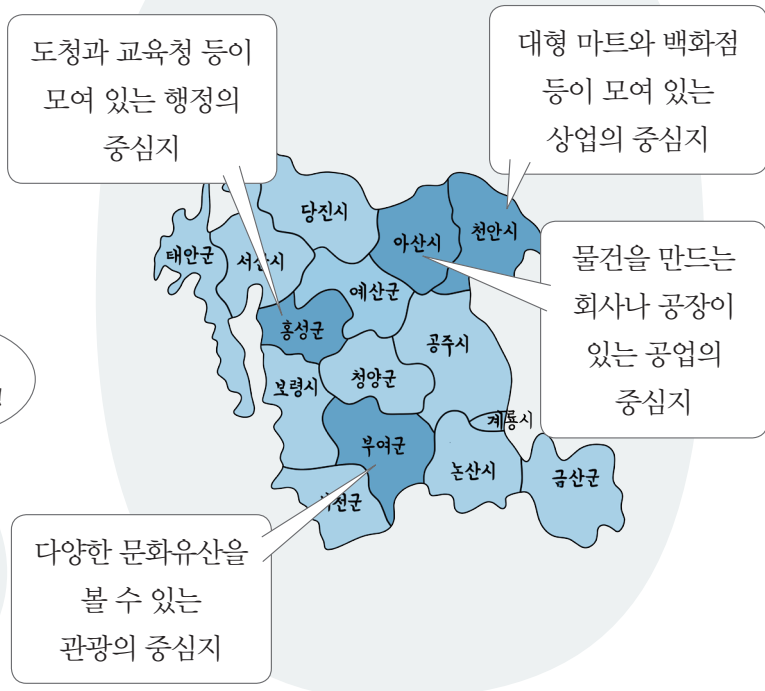 도청과 교육청 등이
모여 있는 행정의
중심지
대형 마트와 백화점
등이 모여 있는
상업의 중심지
당진시
아산시
천안시
태안군
서산시
예산군
물건을 만드는
회사나 공장이
있는 공업의
중심지
홍성군
공주시
보령시
청양군
계룡시
부여군
논산시
금산군
다양한 문화유산을
볼 수 있는
관광의 중심지